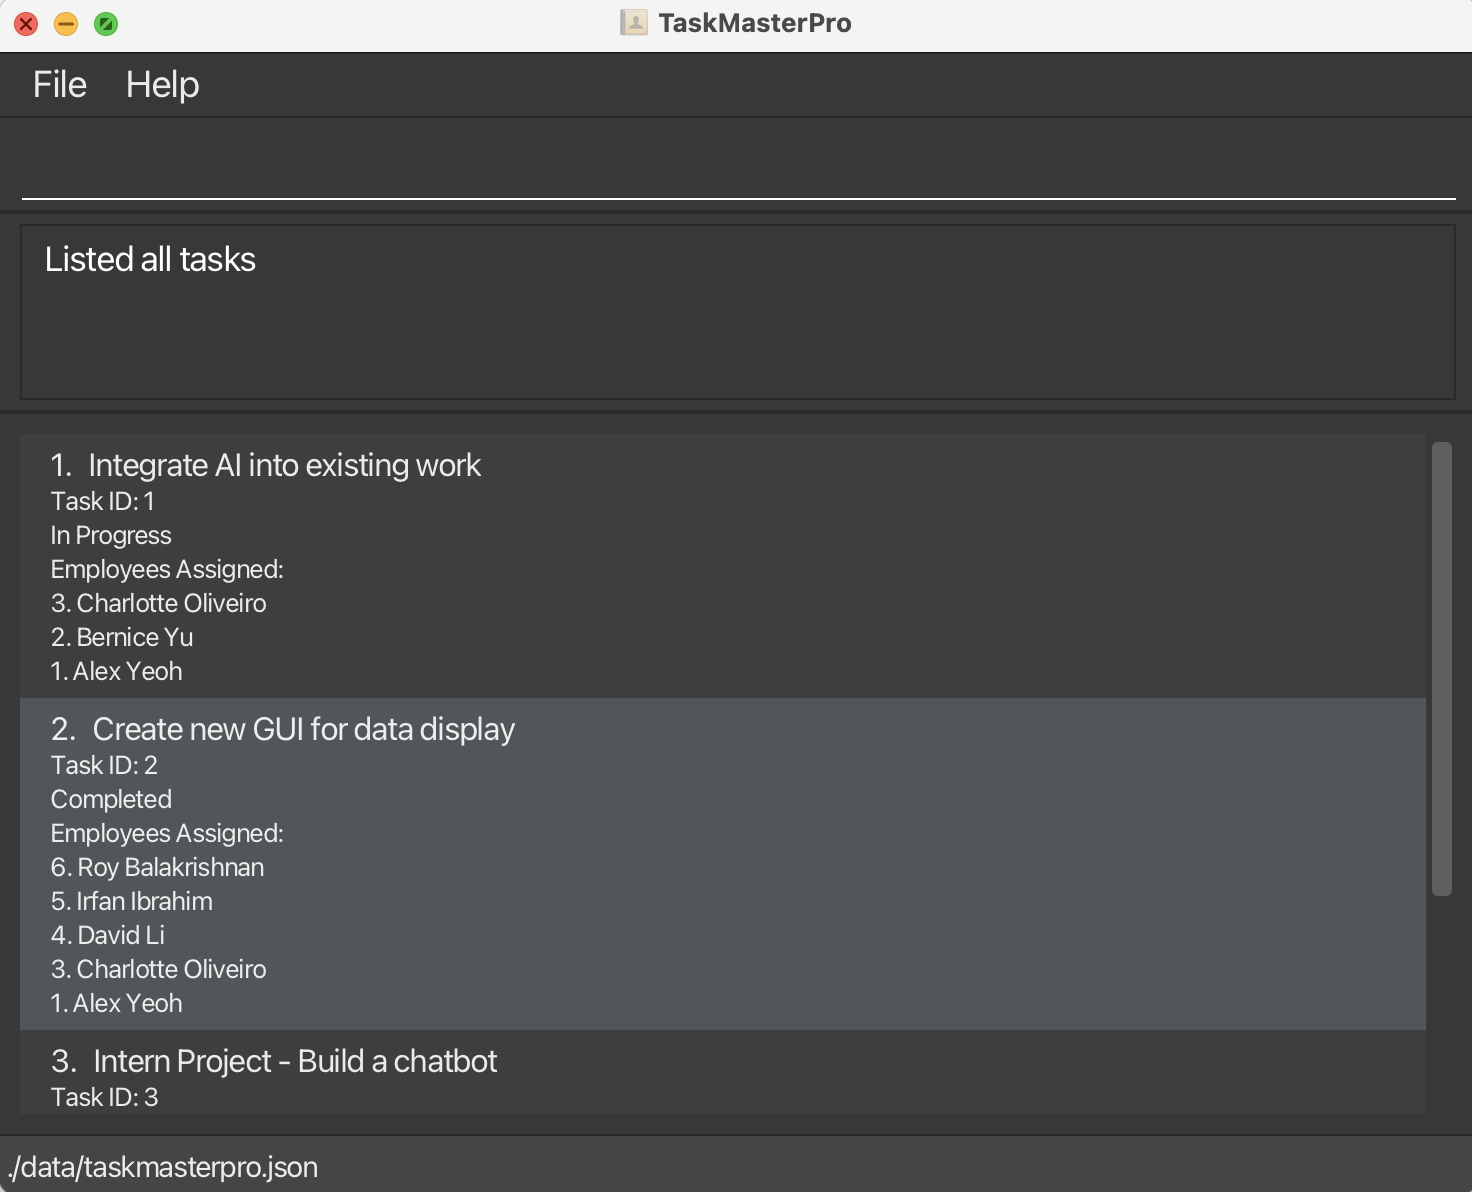 TaskMasterPro
File Help
Listed all tasks
1. Integrate AI into existing work
Task ID: 1
In Progress
Employees Assigned:
3. Charlotte Oliveiro
2. Bernice Yu
1. Alex Yeoh
2. Create new GUI for data display
Task ID: 2
Completed
Employees Assigned:
6. Roy Balakrishnan
5. Irfan Ibrahim
4. David Li
3. Charlotte Oliveiro
1. Alex Yeoh
3. Intern Project - Build a chatbot
Task ID: 3
./data/taskmasterpro.json